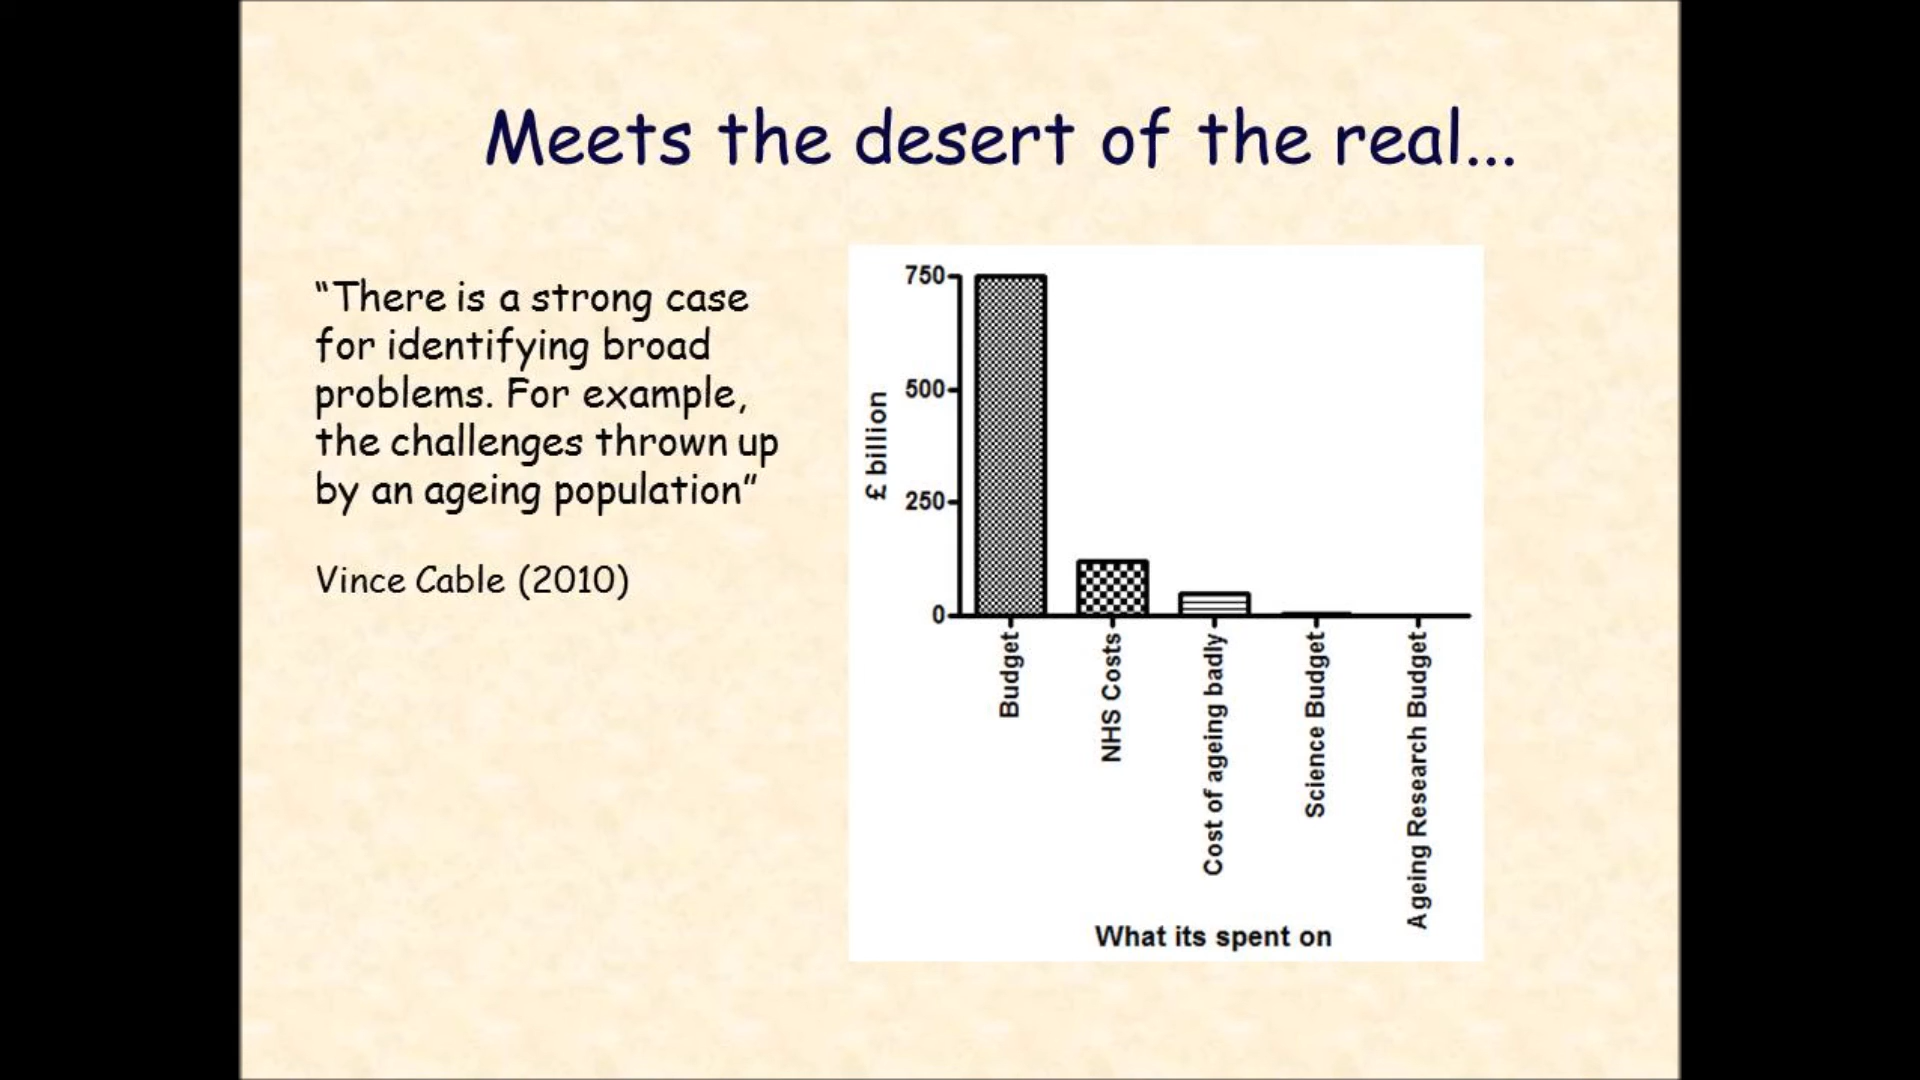 Meets the desert of the real...
“There is a strong case
for identifying broad
problems. For example,
the challenges thrown up
by an ageing population”
Vince Cable (2010)
£ billion
750
500
250
0
Budget
NHS Costs
Cost of ageing badly
Science Budget
Ageing Research Budget
What its spent on